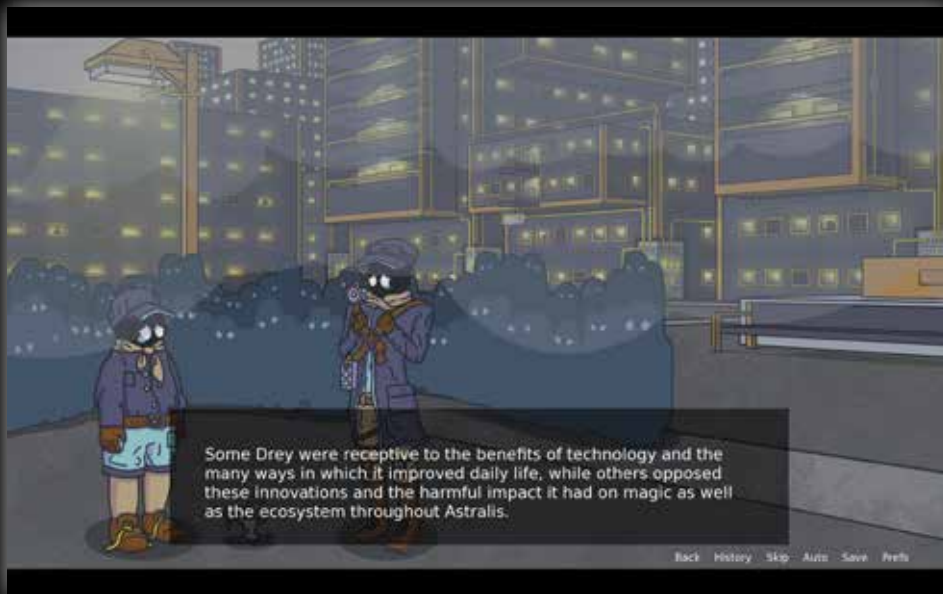 Some Drey were receptive to the benefits of technology and the
many ways in which it improved daily life, while others opposed
these innovations and the harmful impact it had on magic as well
as the ecosystem throughout Astralis.
Back History Skip Auto Save Prefs